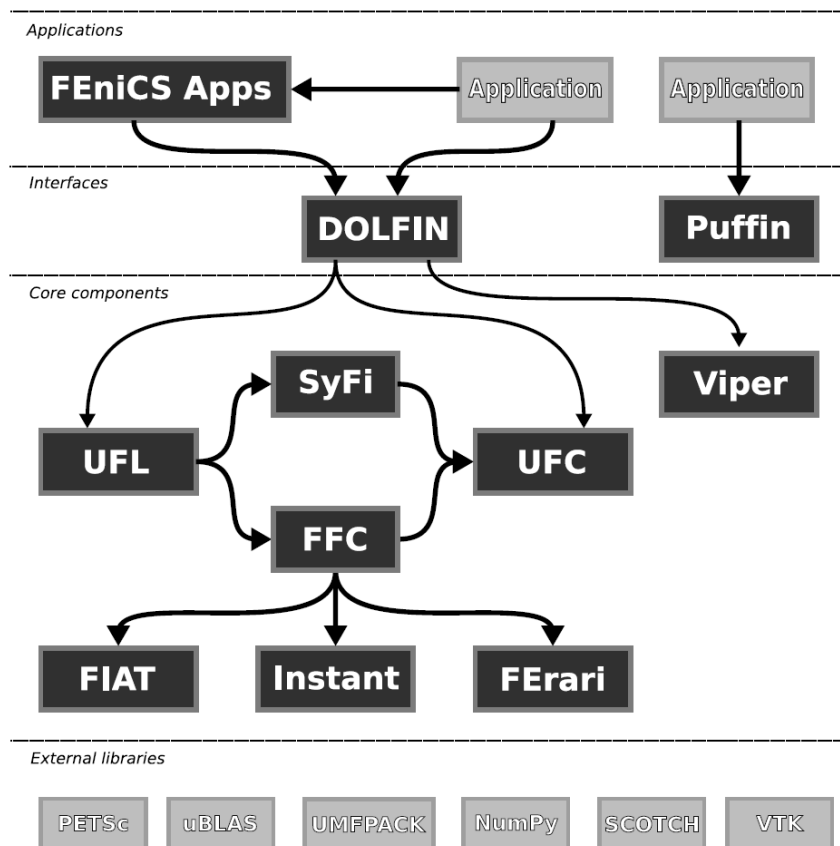 Applications
FEniCS Apps
Application
Application
Interfaces
DOLFIN
Puffin
Core components
SyFi
Viper
UFL
UFC
FFC
FIAT
Instant
FErari
External libraries
PETSc
uBLAS
UMFPACK
NumPy
SCOTCH
VTK